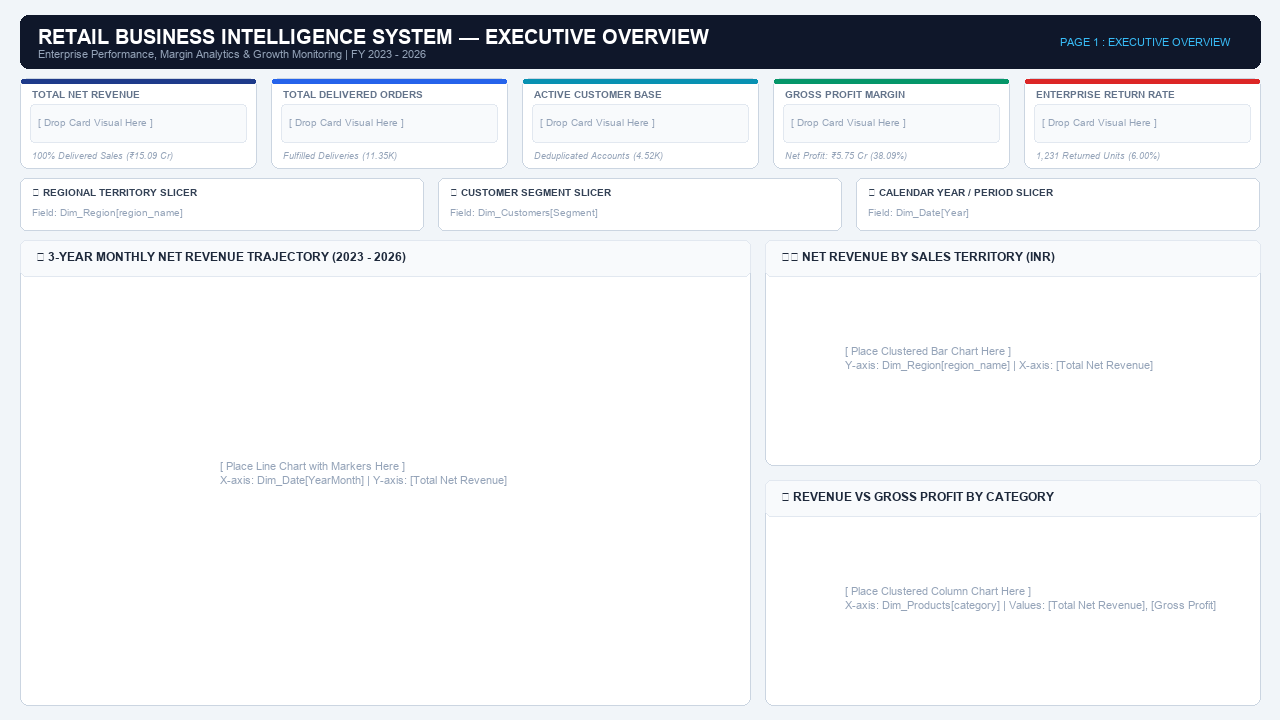 RETAIL BUSINESS INTELLIGENCE SYSTEM — EXECUTIVE OVERVIEW
Enterprise Performance, Margin Analytics & Growth Monitoring | FY 2023 - 2026
PAGE 1 : EXECUTIVE OVERVIEW
TOTAL NET REVENUE
[ Drop Card Visual Here ]
100% Delivered Sales (₹15.09 Cr)
TOTAL DELIVERED ORDERS
[ Drop Card Visual Here ]
Fulfilled Deliveries (11.35K)
ACTIVE CUSTOMER BASE
[ Drop Card Visual Here ]
Deduplicated Accounts (4.52K)
GROSS PROFIT MARGIN
[ Drop Card Visual Here ]
Net Profit: ₹5.75 Cr (38.09%)
ENTERPRISE RETURN RATE
[ Drop Card Visual Here ]
1,231 Returned Units (6.00%)
REGIONAL TERRITORY SLICER
Field: Dim_Region[region_name]
CUSTOMER SEGMENT SLICER
Field: Dim_Customers[Segment]
CALENDAR YEAR / PERIOD SLICER
Field: Dim_Date[Year]
3-YEAR MONTHLY NET REVENUE TRAJECTORY (2023 - 2026)
[ Place Line Chart with Markers Here ]
X-axis: Dim_Date[YearMonth] | Y-axis: [Total Net Revenue]
NET REVENUE BY SALES TERRITORY (INR)
[ Place Clustered Bar Chart Here ]
Y-axis: Dim_Region[region_name] | X-axis: [Total Net Revenue]
REVENUE VS GROSS PROFIT BY CATEGORY
[ Place Clustered Column Chart Here ]
X-axis: Dim_Products[category] | Values: [Total Net Revenue], [Gross Profit]